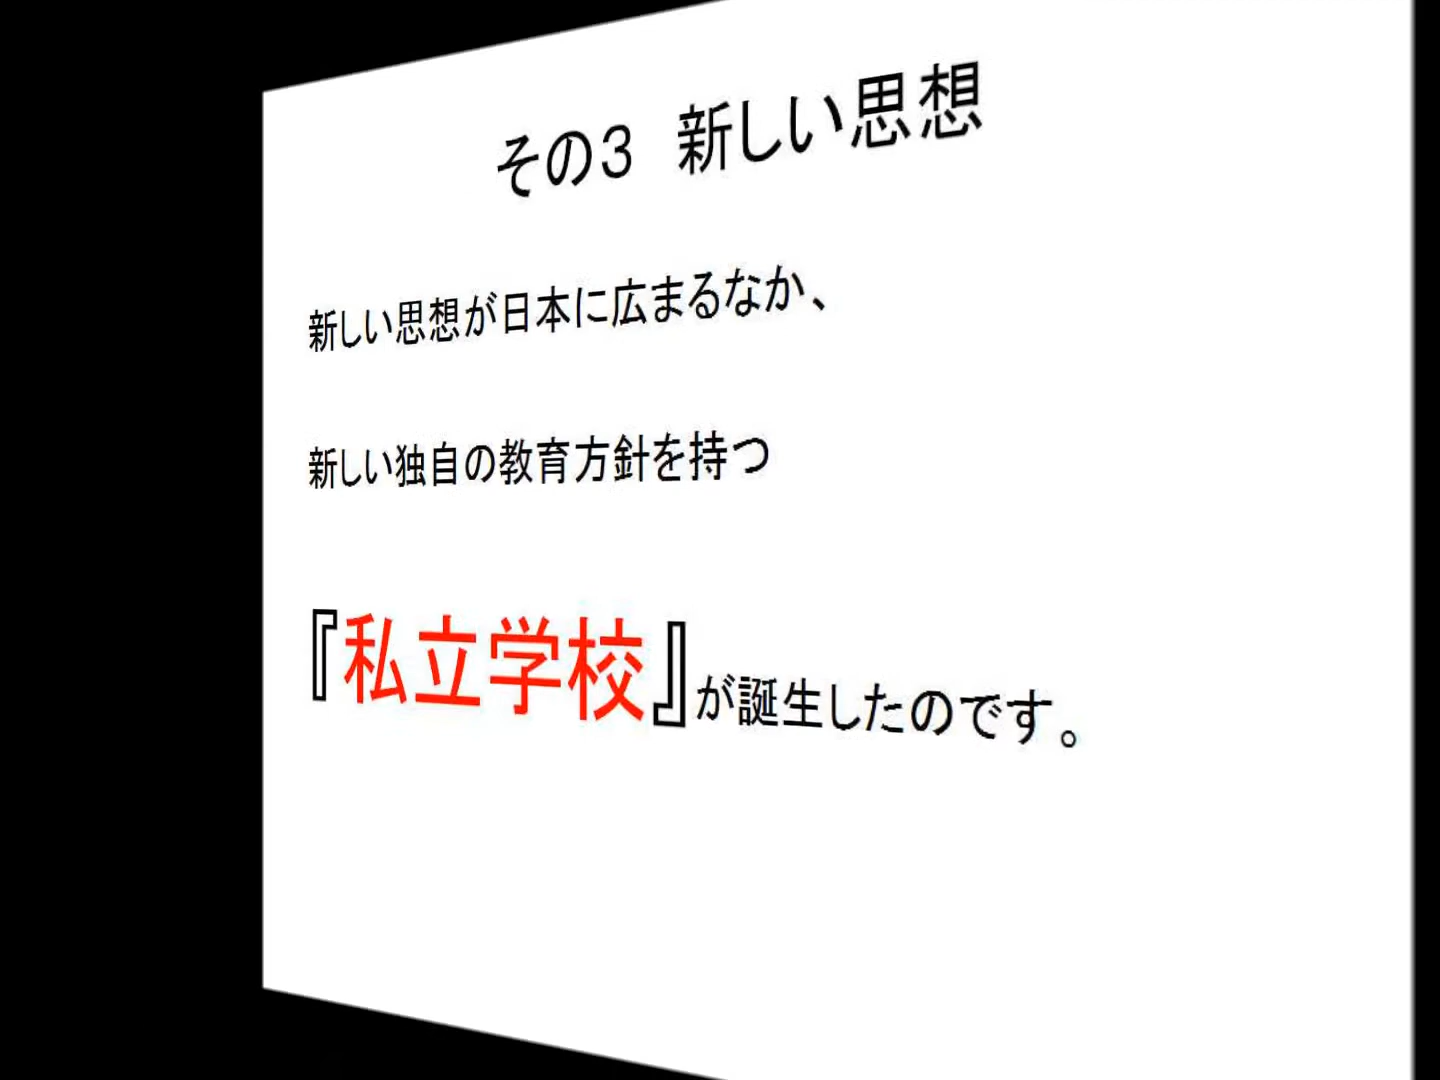 その３　新しい思想
新しい思想が日本に広まるなか、
新しい独自の教育方針を持つ
『私立学校』が誕生したのです。